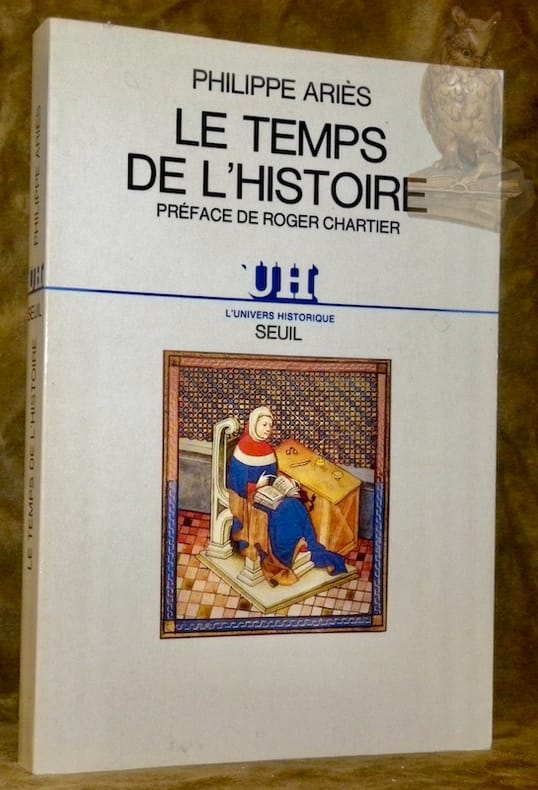 PHILIPPE ARIÈS
LE TEMPS
DE L'HISTOIRE
PRÉFACE DE ROGER CHARTIER
UH
L'UNIVERS HISTORIQUE
SEUIL
PHILIPPE ARIÈS
UH
SEUIL
LE TEMPS DE L'HISTOIRE